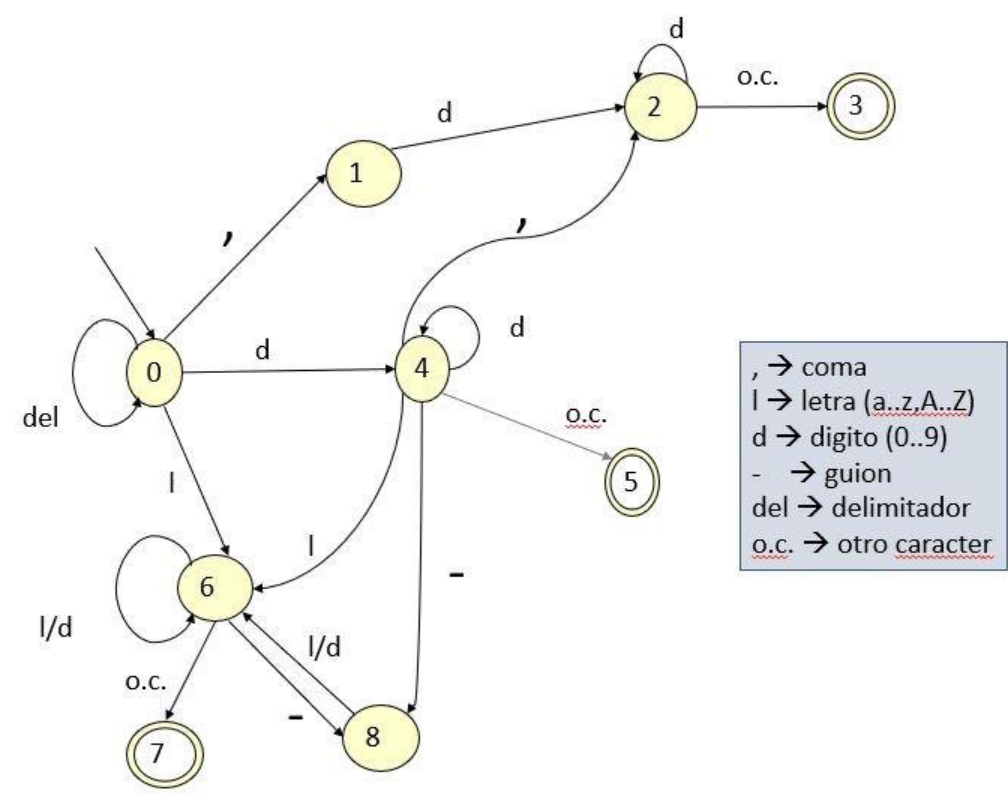 d
o.c.
2
3
d
1
,
,
d
d
4
0
del
o.c.
5
l
l
-
6
l/d
l/d
o.c.
-
8
7
, → coma
l → letra (a..z,A..Z)
d → digito (0..9)
- → guion
del → delimitador
o.c. → otro caracter